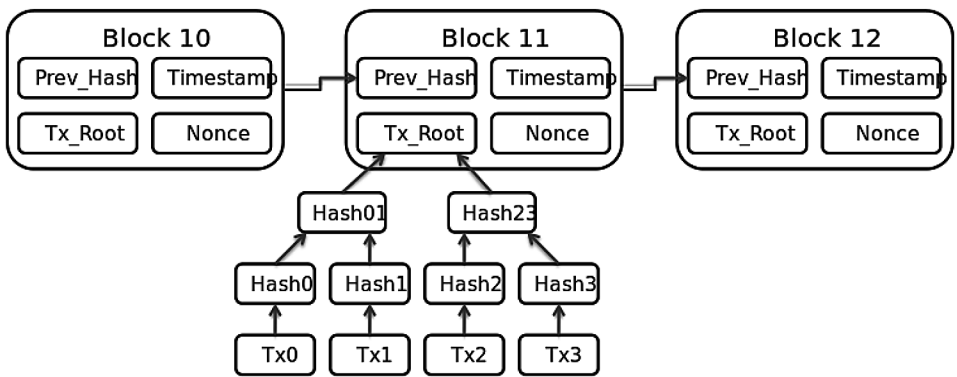 Block 10
Block 11
Block 12
Prev_Hash Timestamp
Prev_Hash Timestamp
Prev_Hash Timestamp
Tx_Root Nonce
Tx_Root Nonce
Tx_Root Nonce
Hash01
Hash23
Hash0
Hash1
Hash2
Hash3
Tx0
Tx1
Tx2
Tx3